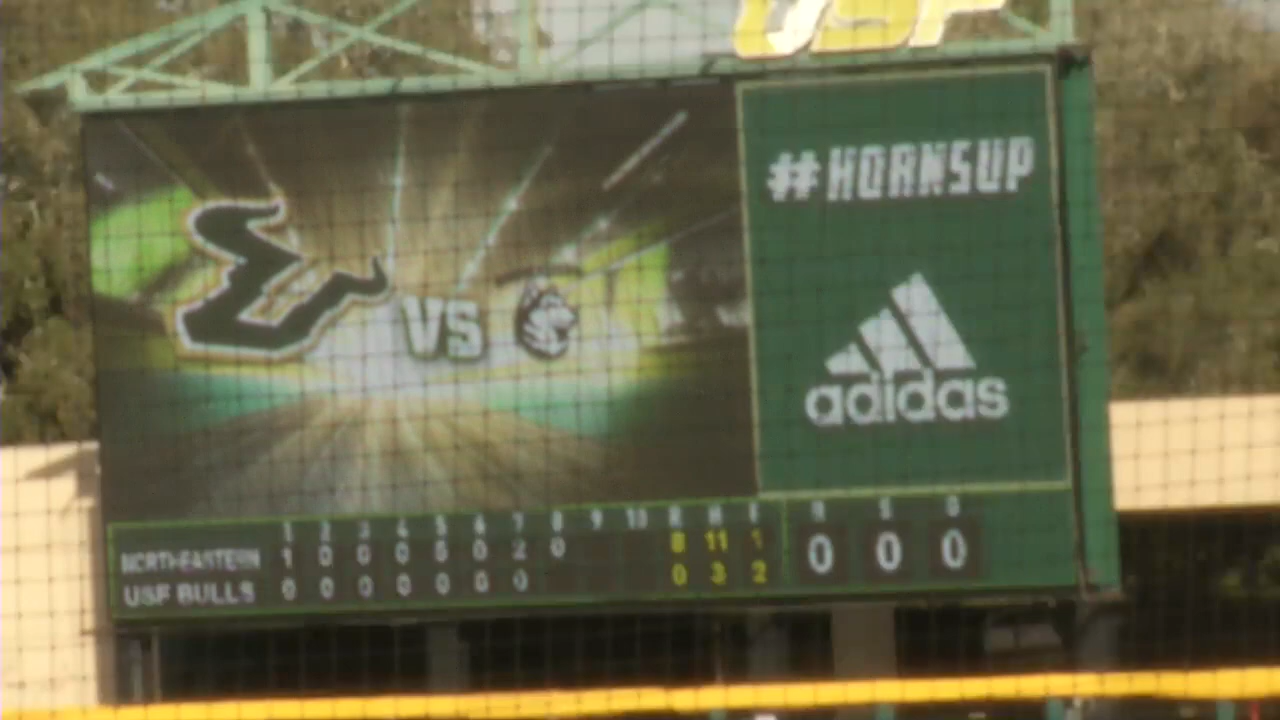 USF
#HORNSUP
VS
adidas
1 2 3 4 5 6 7 8 9 10 R H E B S O
NORTHEASTERN 1 0 0 0 5 0 2 0 8 11 1 0 0 0
USF BULLS 0 0 0 0 0 0 0 0 3 2